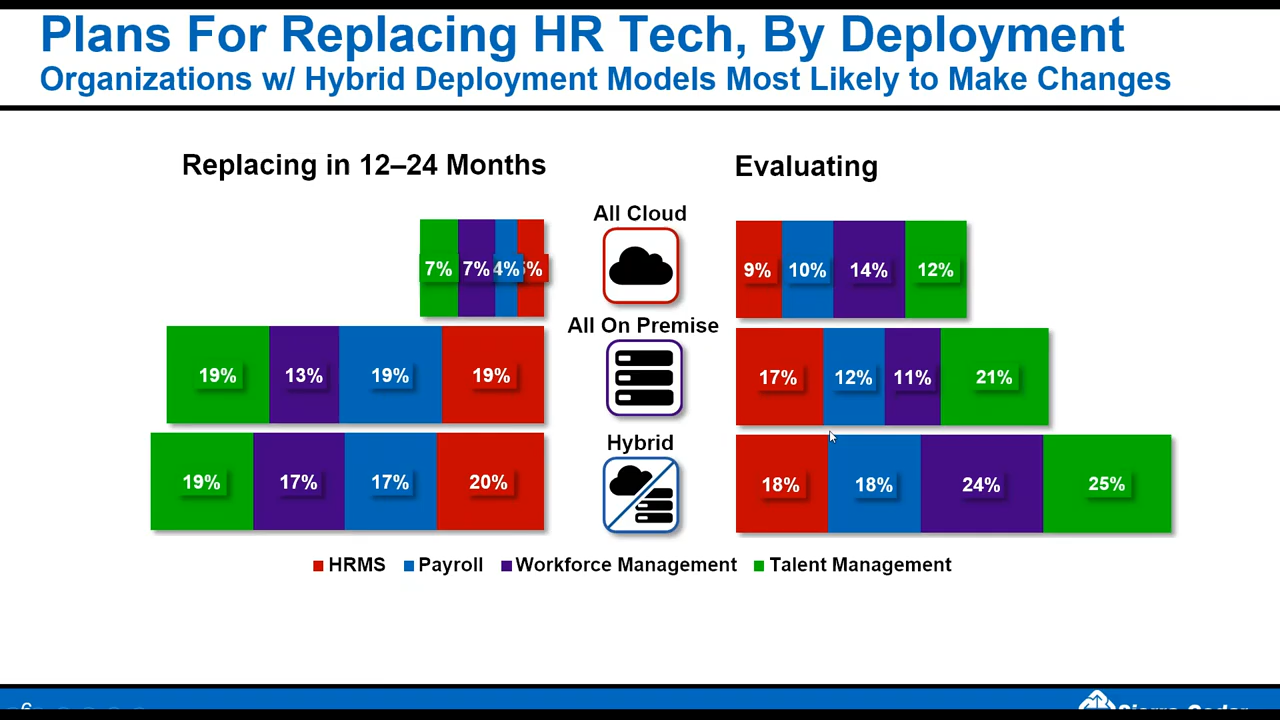 Plans For Replacing HR Tech, By Deployment
Organizations w/ Hybrid Deployment Models Most Likely to Make Changes
Replacing in 12–24 Months
Evaluating
All Cloud
7% 7% 4% %
9% 10% 14% 12%
All On Premise
19% 13% 19% 19%
17% 12% 11% 21%
Hybrid
19% 17% 17% 20%
18% 18% 24% 25%
HRMS Payroll Workforce Management Talent Management
6